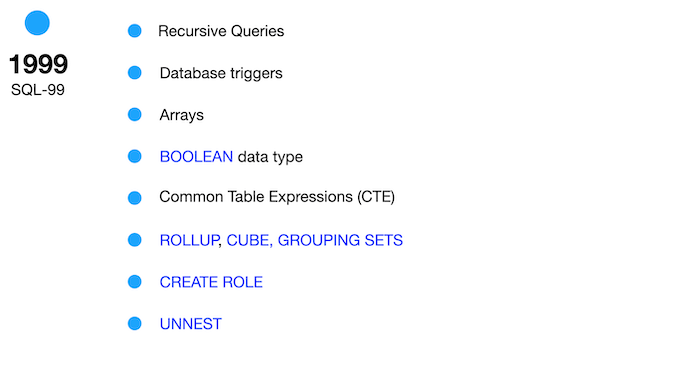 1999
SQL-99
Recursive Queries
Database triggers
Arrays
BOOLEAN data type
Common Table Expressions (CTE)
ROLLUP, CUBE, GROUPING SETS
CREATE ROLE
UNNEST